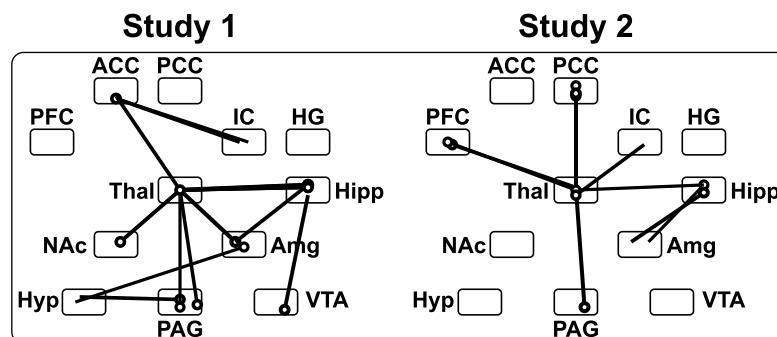 Study 1
Study 2
ACC PCC
PFC
IC
HG
Thal
Hipp
NAc
Amg
Hyp
PAG
VTA
ACC PCC
PFC
IC
HG
Thal
Hipp
NAc
Amg
Hyp
PAG
VTA